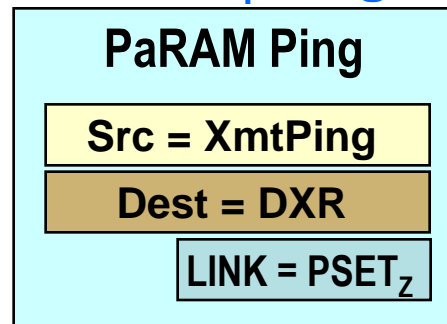 PaRAM Ping
Src = XmtPing
Dest = DXR
LINK = PSETZ